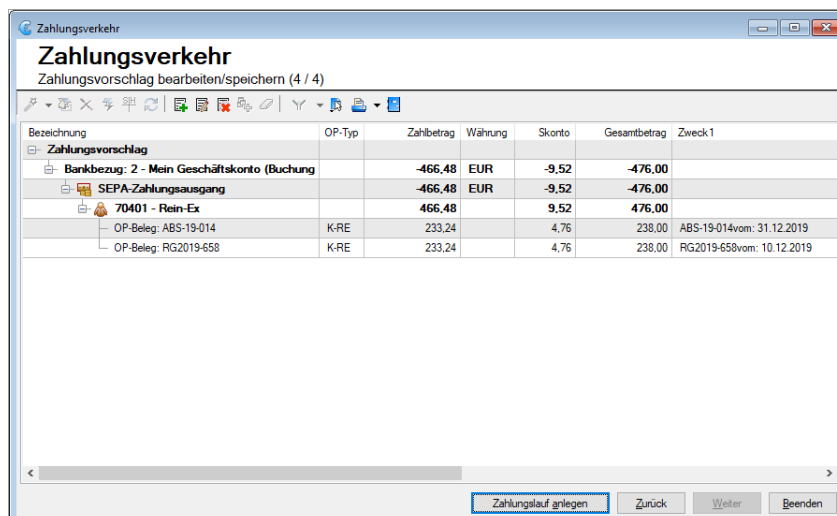 Zahlungsverkehr
Zahlungsverkehr
Zahlungsvorschlag bearbeiten/speichern (4 / 4)
Bezeichnung OP-Typ Zahlbetrag Währung Skonto Gesamtbetrag Zweck1
Zahlungsvorschlag
Bankbezug: 2 - Mein Geschäftskonto (Buchung -466,48 EUR -9,52 -476,00
SEPA-Zahlungsausgang -466,48 EUR -9,52 -476,00
70401 - Rein-Ex 466,48 9,52 476,00
OP-Beleg: ABS-19-014 K-RE 233,24 4,76 238,00 ABS-19-014vom: 31.12.2019
OP-Beleg: RG2019-658 K-RE 233,24 4,76 238,00 RG2019-658vom: 10.12.2019
Zahlungslauf anlegen Zurück Weiter Beenden